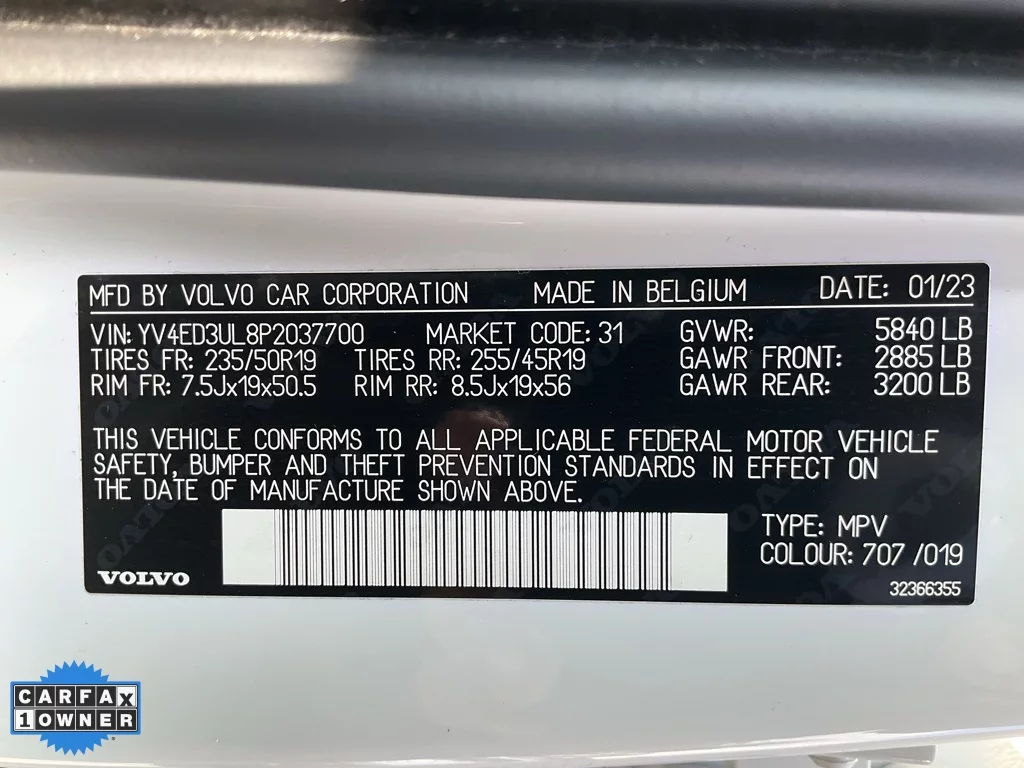 MFD BY VOLVO CAR CORPORATION MADE IN BELGIUM DATE: 01/23
VIN: YV4ED3UL8P2037700 MARKET CODE: 31 GVWR: 5840 LB
TIRES FR: 235/50R19 TIRES RR: 255/45R19 GAWR FRONT: 2885 LB
RIM FR: 7.5Jx19x50.5 RIM RR: 8.5Jx19x56 GAWR REAR: 3200 LB
THIS VEHICLE CONFORMS TO ALL APPLICABLE FEDERAL MOTOR VEHICLE
SAFETY, BUMPER AND THEFT PREVENTION STANDARDS IN EFFECT ON
THE DATE OF MANUFACTURE SHOWN ABOVE.
TYPE: MPV
COLOUR: 707 /019
VOLVO
32366355
CARFAX
1 OWNER